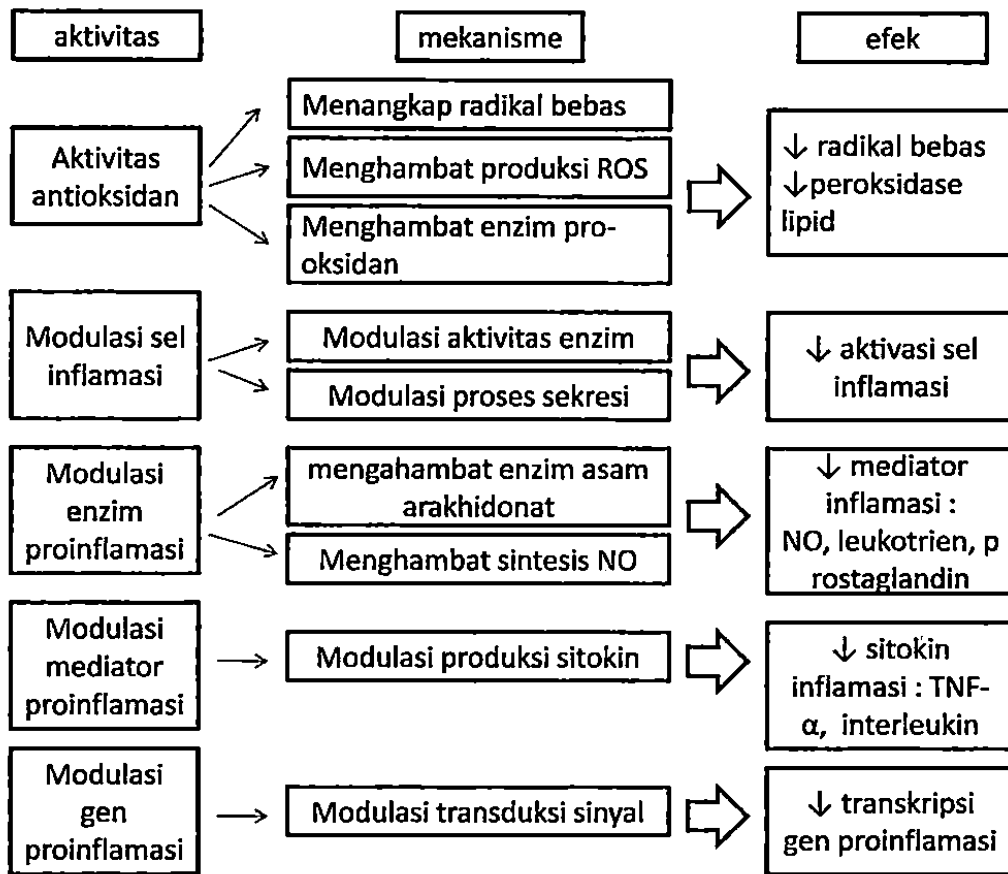 aktivitas
mekanisme
efek
Aktivitas
antioksidan
Menangkap radikal bebas
Menghambat produksi ROS
Menghambat enzim pro-
oksidan
↓ radikal bebas
↓peroksidase
lipid
Modulasi sel
inflamasi
Modulasi aktivitas enzim
Modulasi proses sekresi
↓ aktivasi sel
inflamasi
Modulasi
enzim
proinflamasi
mengahambat enzim asam
arakhidonat
Menghambat sintesis NO
↓ mediator
inflamasi :
NO, leukotrien, p
rostaglandin
Modulasi
mediator
proinflamasi
Modulasi produksi sitokin
↓ sitokin
inflamasi : TNF-
α, interleukin
Modulasi
gen
proinflamasi
Modulasi transduksi sinyal
↓ transkripsi
gen proinflamasi